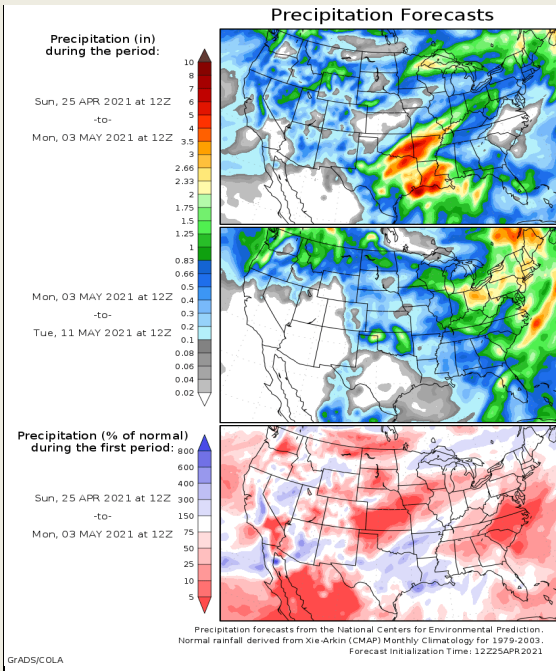 Precipitation Forecasts
Precipitation (in)
during the period:
Sun, 25 APR 2021 at 12Z
-to-
Mon, 03 MAY 2021 at 12Z
10
9
8
7
6
5
4
3.5
3
2.66
2.33
2
1.75
1.5
1.25
1
0.83
0.66
0.5
0.4
0.3
0.2
0.1
0.08
0.06
0.04
0.02
Mon, 03 MAY 2021 at 12Z
-to-
Tue, 11 MAY 2021 at 12Z
Precipitation (% of normal)
during the first period:
Sun, 25 APR 2021 at 12Z
-to-
Mon, 03 MAY 2021 at 12Z
800
600
400
300
150
75
50
25
10
5
Precipitation forecasts from the National Centers for Environmental Prediction.
Normal rainfall derived from Xie-Arkin (CMAP) Monthly Climatology for 1979-2003.
Forecast Initialization Time: 12Z25APR2021
GrADS/COLA